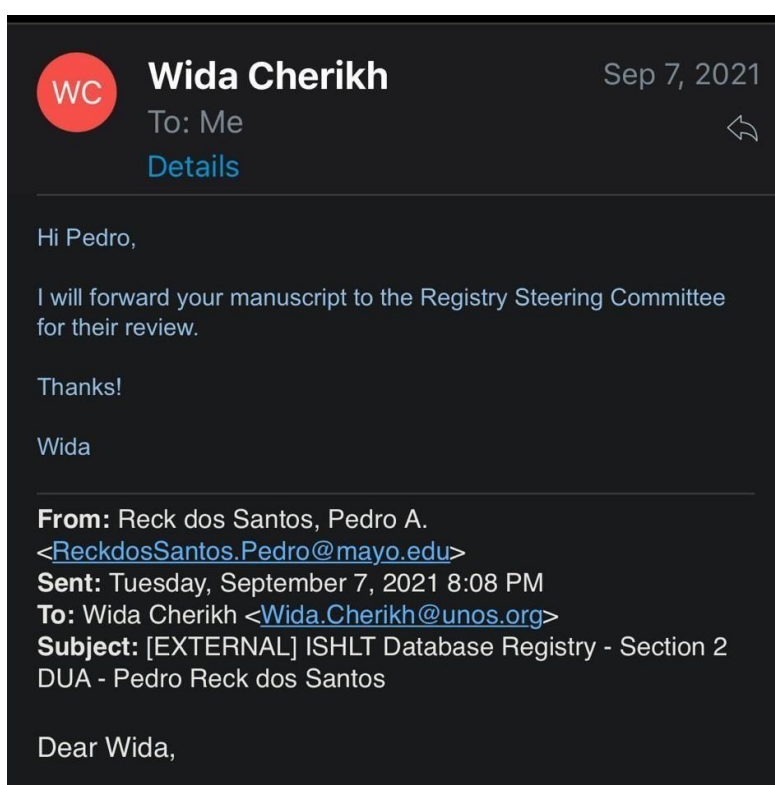 WC
Wida Cherikh
Sep 7, 2021
To: Me
Details
Hi Pedro,
I will forward your manuscript to the Registry Steering Committee
for their review.
Thanks!
Wida
From: Reck dos Santos, Pedro A.
<ReckdosSantos.Pedro@mayo.edu>
Sent: Tuesday, September 7, 2021 8:08 PM
To: Wida Cherikh <Wida.Cherikh@unos.org>
Subject: [EXTERNAL] ISHLT Database Registry - Section 2
DUA - Pedro Reck dos Santos
Dear Wida,